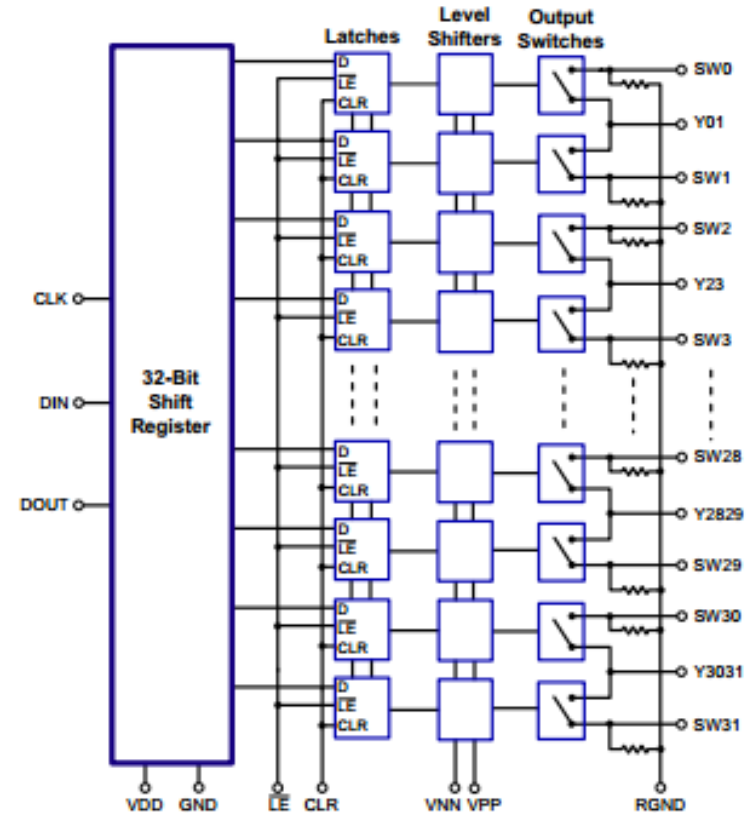 Latches
Level
Shifters
Output
Switches
32-Bit
Shift
Register
CLK
DIN
DOUT
D
LE
CLR
D
LE
CLR
D
LE
CLR
D
LE
CLR
D
LE
CLR
D
LE
CLR
D
LE
CLR
D
LE
CLR
SW0
Y01
SW1
SW2
Y23
SW3
SW28
Y2829
SW29
SW30
Y3031
SW31
VDD GND LE CLR VNN VPP RGND